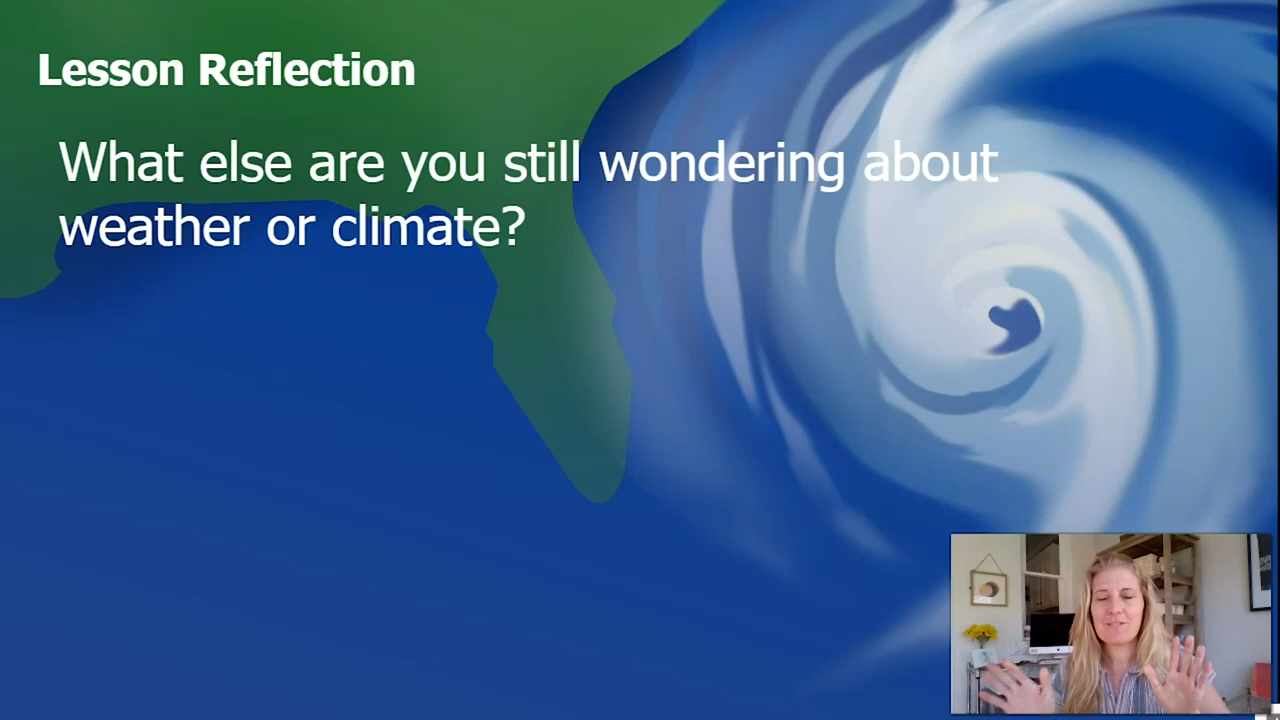 Lesson Reflection
What else are you still wondering about
weather or climate?